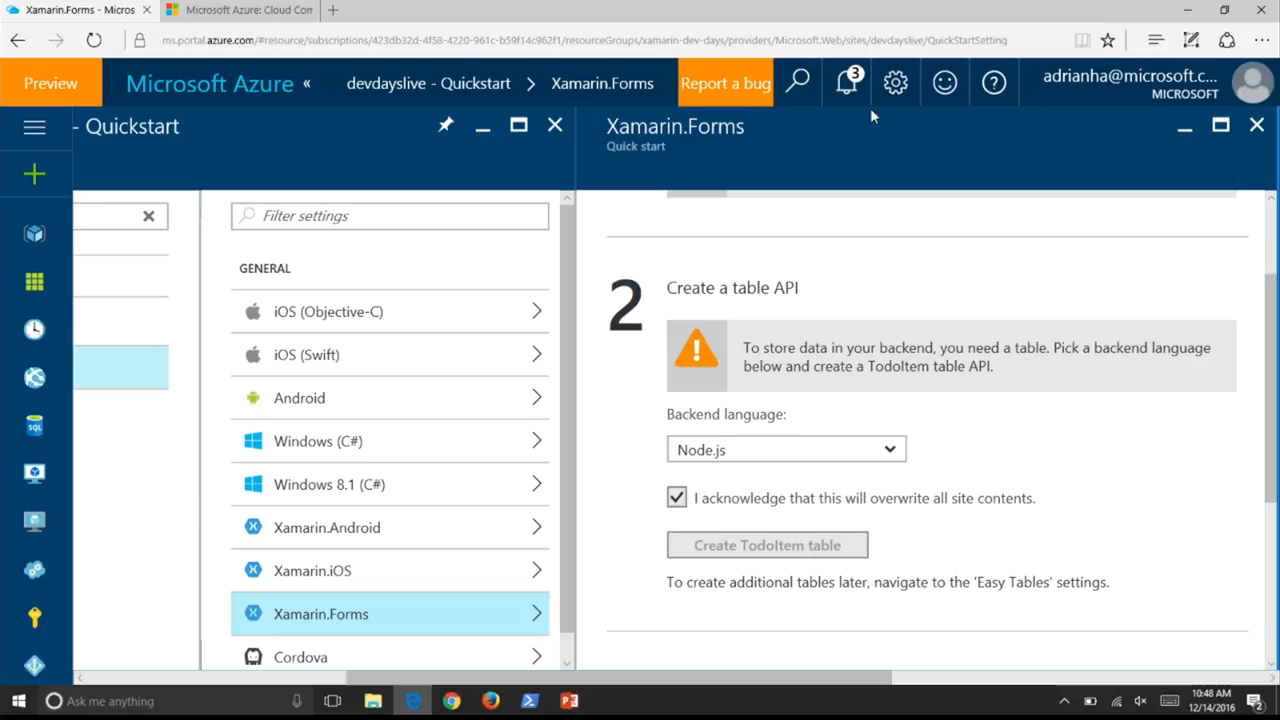 Xamarin.Forms - Micros
Microsoft Azure: Cloud Com
ms.portal.azure.com/#resource/subscriptions/423db32d-4f58-4220-961c-b59f14c962f1/resourceGroups/xamarin-dev-days/providers/Microsoft.Web/sites/devdayslive/QuickStartSetting
Preview
Microsoft Azure «
devdayslive - Quickstart
Xamarin.Forms
Report a bug
3
adrianha@microsoft.c...
MICROSOFT
- Quickstart
Xamarin.Forms
Quick start
Filter settings
GENERAL
iOS (Objective-C)
iOS (Swift)
Android
Windows (C#)
Windows 8.1 (C#)
Xamarin.Android
Xamarin.iOS
Xamarin.Forms
Cordova
2
Create a table API
To store data in your backend, you need a table. Pick a backend language
below and create a TodoItem table API.
Backend language:
Node.js
I acknowledge that this will overwrite all site contents.
Create TodoItem table
To create additional tables later, navigate to the 'Easy Tables' settings.
SQL
Ask me anything
10:48 AM
12/14/2016
2